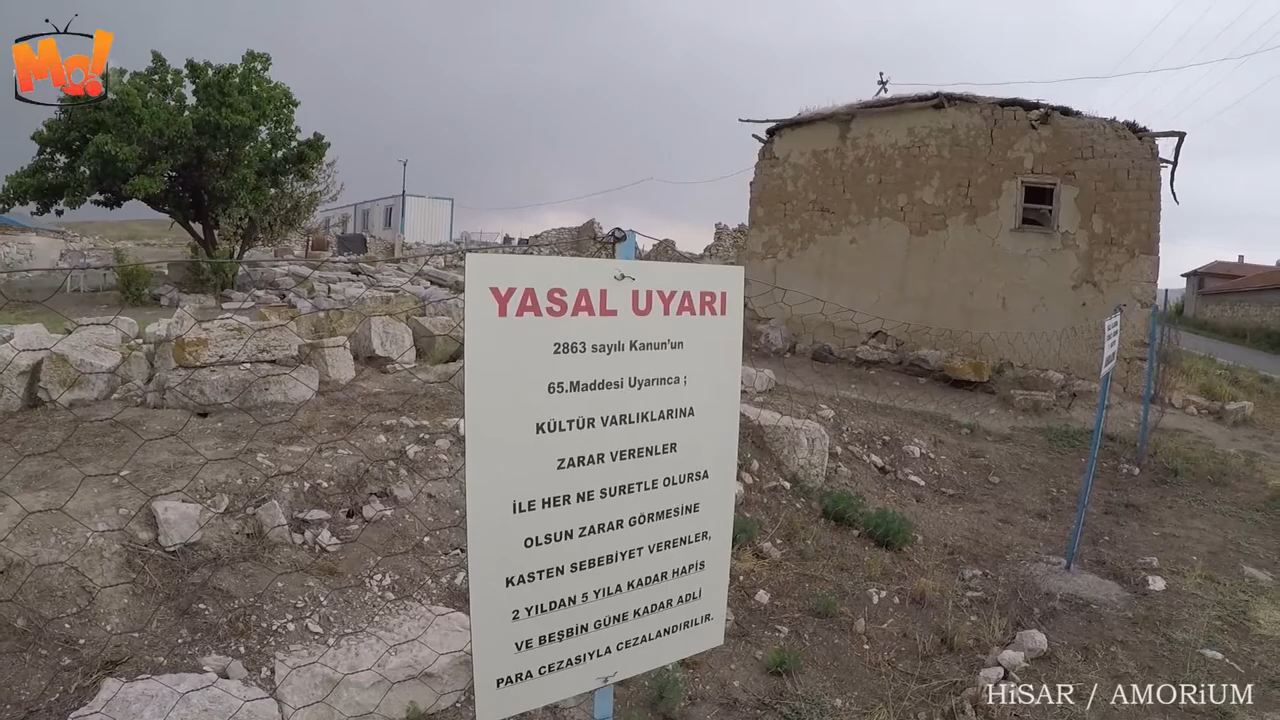 Mo!
YASAL UYARI
2863 sayılı Kanun'un
65.Maddesi Uyarınca ;
KÜLTÜR VARLIKLARINA
ZARAR VERENLER
İLE HER NE SURETLE OLURSA
OLSUN ZARAR GÖRMESİNE
KASTEN SEBEBİYET VERENLER,
2 YILDAN 5 YILA KADAR HAPİS
VE BEŞBİN GÜNE KADAR ADLİ
PARA CEZASIYLA CEZALANDIRILIR.
HiSAR / AMORiUM